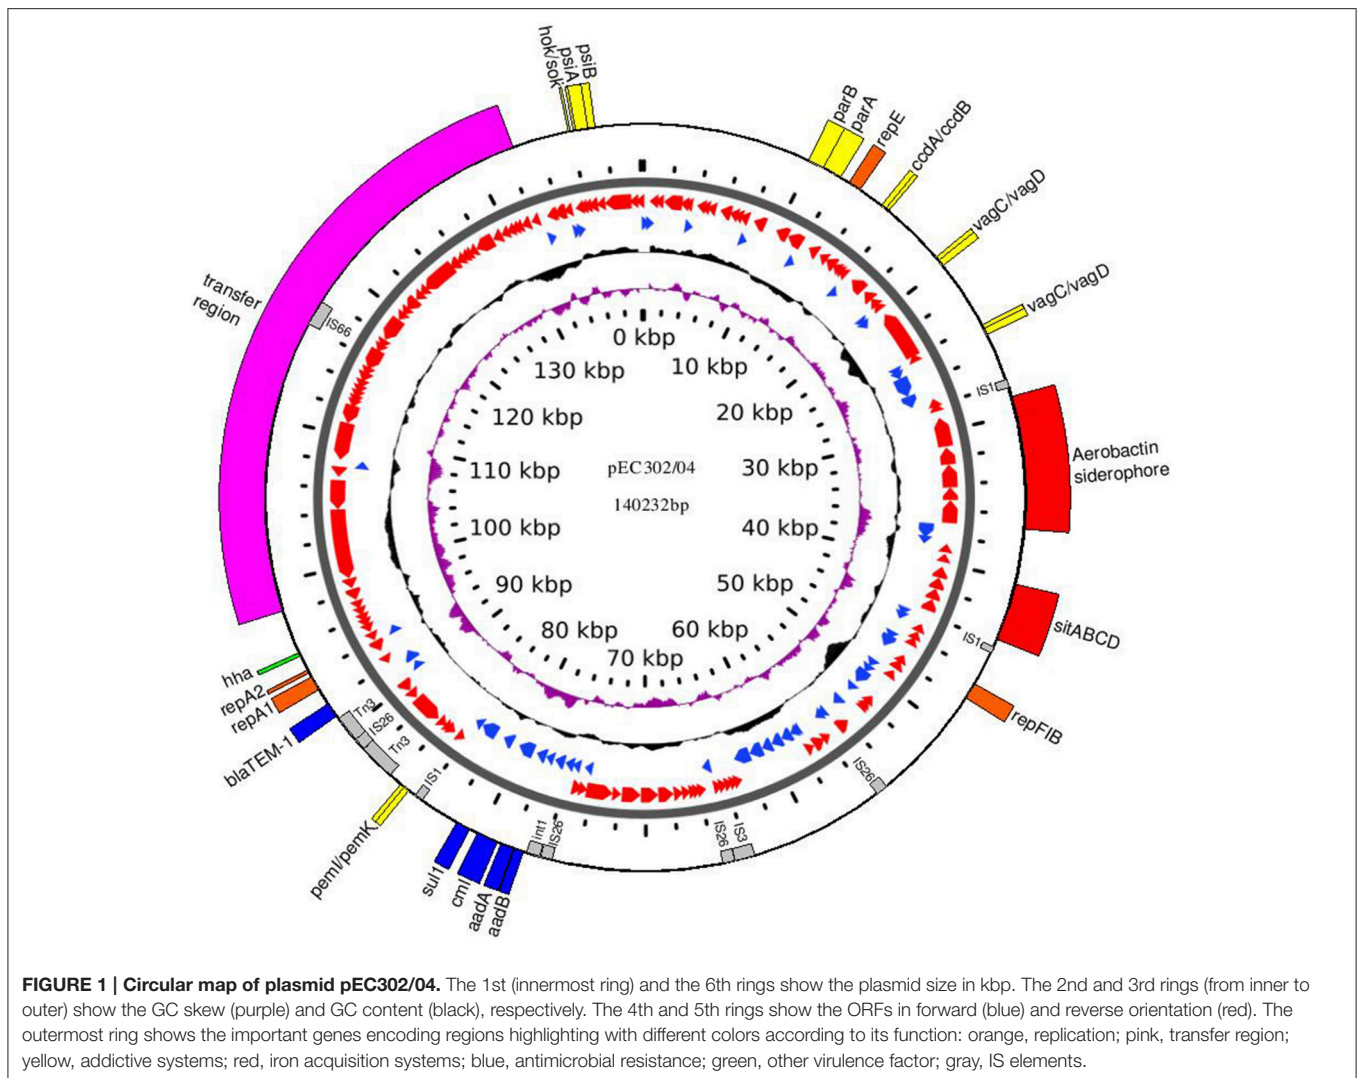 hok/sok
psiA
psiB
parB
parA
repE
ccdA/ccdB
vagC/vagD
vagC/vagD
IS1
Aerobactin
siderophore
sitABCD
IS1
repFIB
IS26
IS3
IS26
IS26
int1
aadB
aadA
cml
sul1
pemI/pemK
IS1
Tn3
IS26
Tn3
blaTEM-1
repA1
repA2
hha
transfer
region
IS66
0 kbp
10 kbp
20 kbp
30 kbp
40 kbp
50 kbp
60 kbp
70 kbp
80 kbp
90 kbp
100 kbp
110 kbp
120 kbp
130 kbp
pEC302/04
140232bp
FIGURE 1 | Circular map of plasmid pEC302/04. The 1st (innermost ring) and the 6th rings show the plasmid size in kbp. The 2nd and 3rd rings (from inner to
outer) show the GC skew (purple) and GC content (black), respectively. The 4th and 5th rings show the ORFs in forward (blue) and reverse orientation (red). The
outermost ring shows the important genes encoding regions highlighting with different colors according to its function: orange, replication; pink, transfer region;
yellow, addictive systems; red, iron acquisition systems; blue, antimicrobial resistance; green, other virulence factor; gray, IS elements.